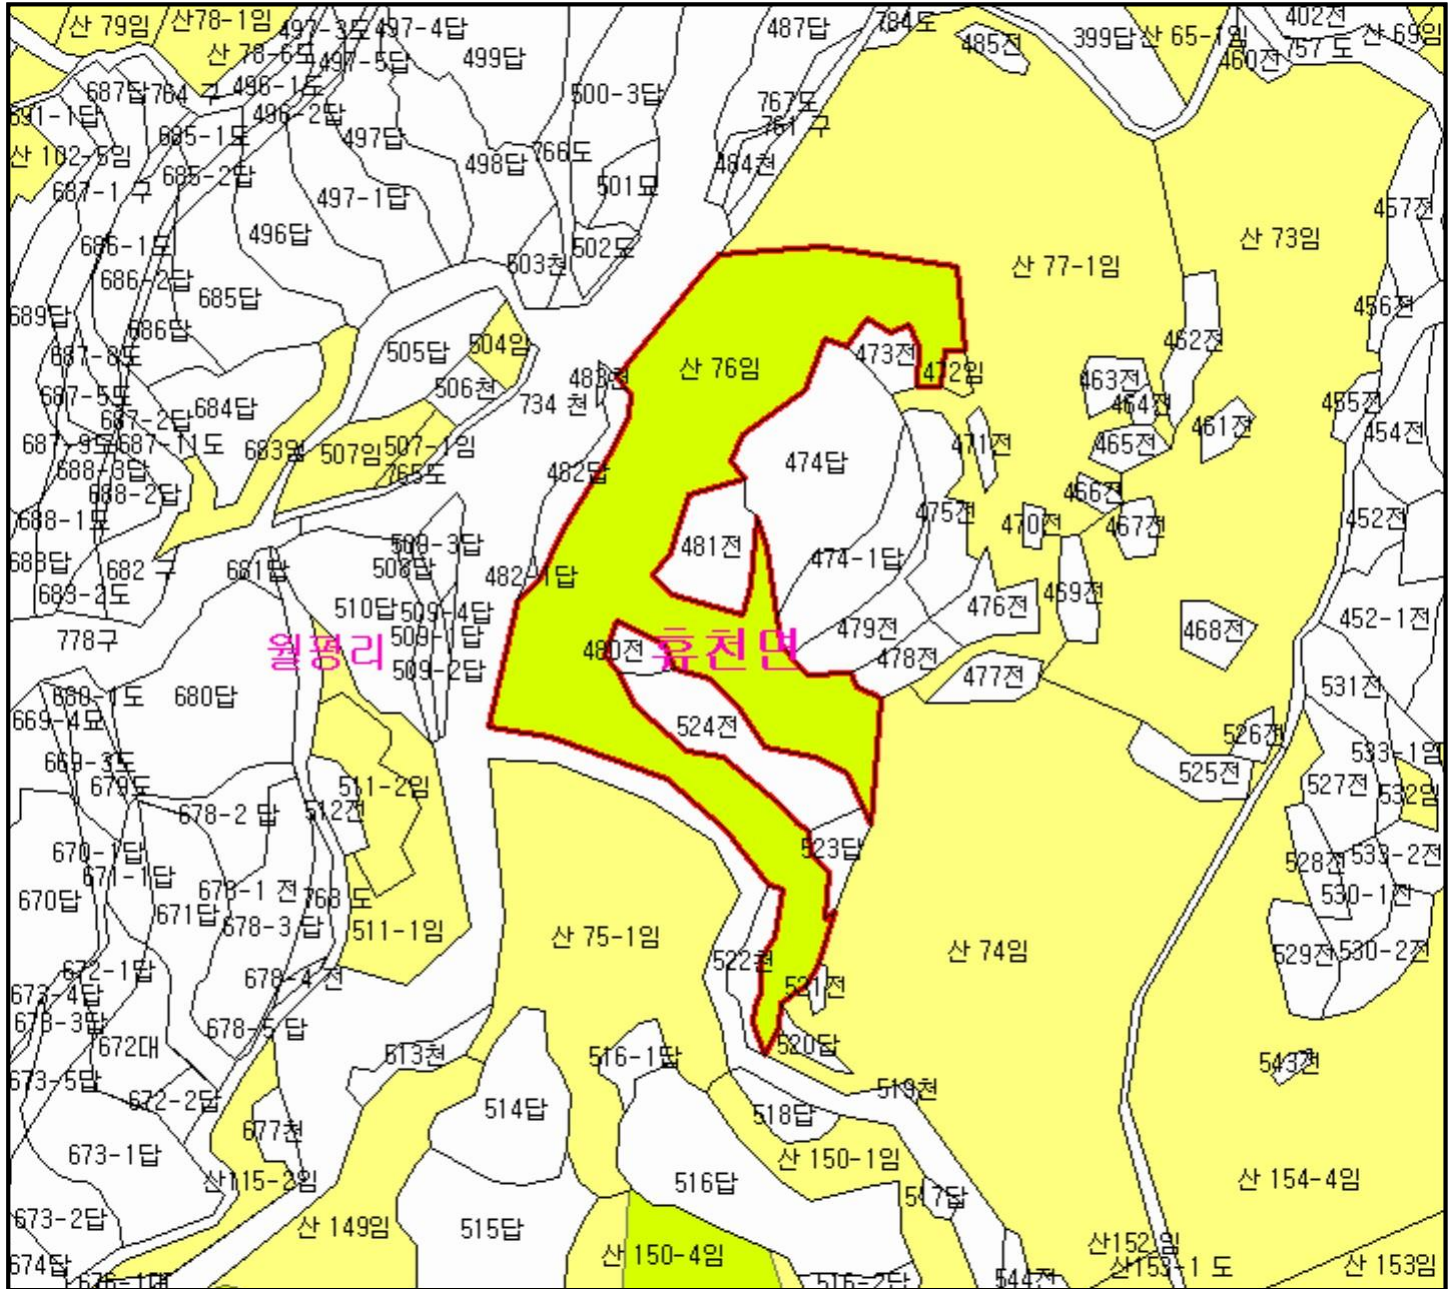 산 79임
산78-1임
497-3도
497-4답
487답
784도
402전
산 69임
산 78-6도
497-5답
499답
485전
399답
산 65-1임
460전
757 도
687답
764 구
496-1도
500-3답
767도
691-1답
496-2답
761 구
685-1도
497답
산 102-5임
685-2답
498답
766도
484천
687-1 구
497-1답
501묘
457전
686-1도
496답
502도
산 73임
503천
산 77-1임
686-2답
685답
689답
686답
456전
687-8도
505답
504임
462전
473전
산 76임
472임
483전
463전
687-5도
506천
734 천
464전
455전
687-2답
684답
461전
454전
687-9도
687-11도
683임
507임
507-1임
471전
465전
688-3답
765도
482답
474답
688-2답
466전
688-1도
475전
470전
467전
452전
509-3답
481전
688답
682 구
681답
508답
482-1답
474-1답
688-2도
510답
509-4답
476전
469전
452-1전
778구
509-1답
479전
468전
월평리
휴천면
480전
509-2답
478전
477전
531전
680-1도
680답
669-4묘
524전
526전
669-3도
533-1임
679도
511-2임
525전
527전
532임
678-2 답
512전
670-1답
523답
533-2전
671-1답
528전
670답
678-1 전
768 도
530-1전
671답
678-3 답
511-1임
산 75-1임
산 74임
529전
530-2전
672-1답
678-4 전
522전
673-4답
521전
673-3답
678-5 답
672대
513천
516-1답
520답
543전
673-5답
672-2답
519천
514답
518답
677천
673-1답
산 150-1임
산115-2임
516답
517답
산 154-4임
673-2답
산 149임
515답
산152 임
674답
산 150-4임
산153-1 도
산 153임
676-1대
516-2답
544전